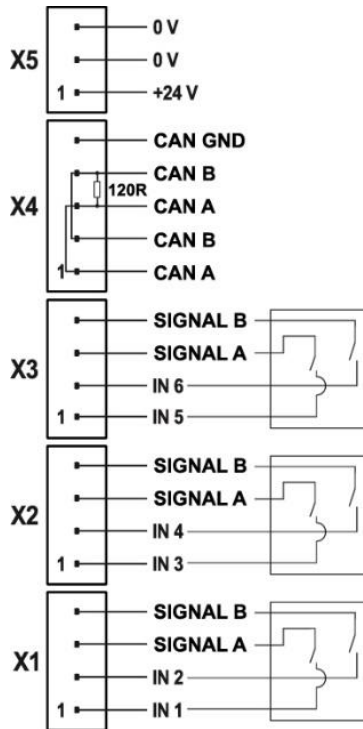 0 V
X5
0 V
1 +24 V
CAN GND
CAN B
120R
X4
CAN A
CAN B
1 CAN A
SIGNAL B
X3
SIGNAL A
IN 6
1 IN 5
SIGNAL B
X2
SIGNAL A
IN 4
1 IN 3
SIGNAL B
X1
SIGNAL A
IN 2
1 IN 1